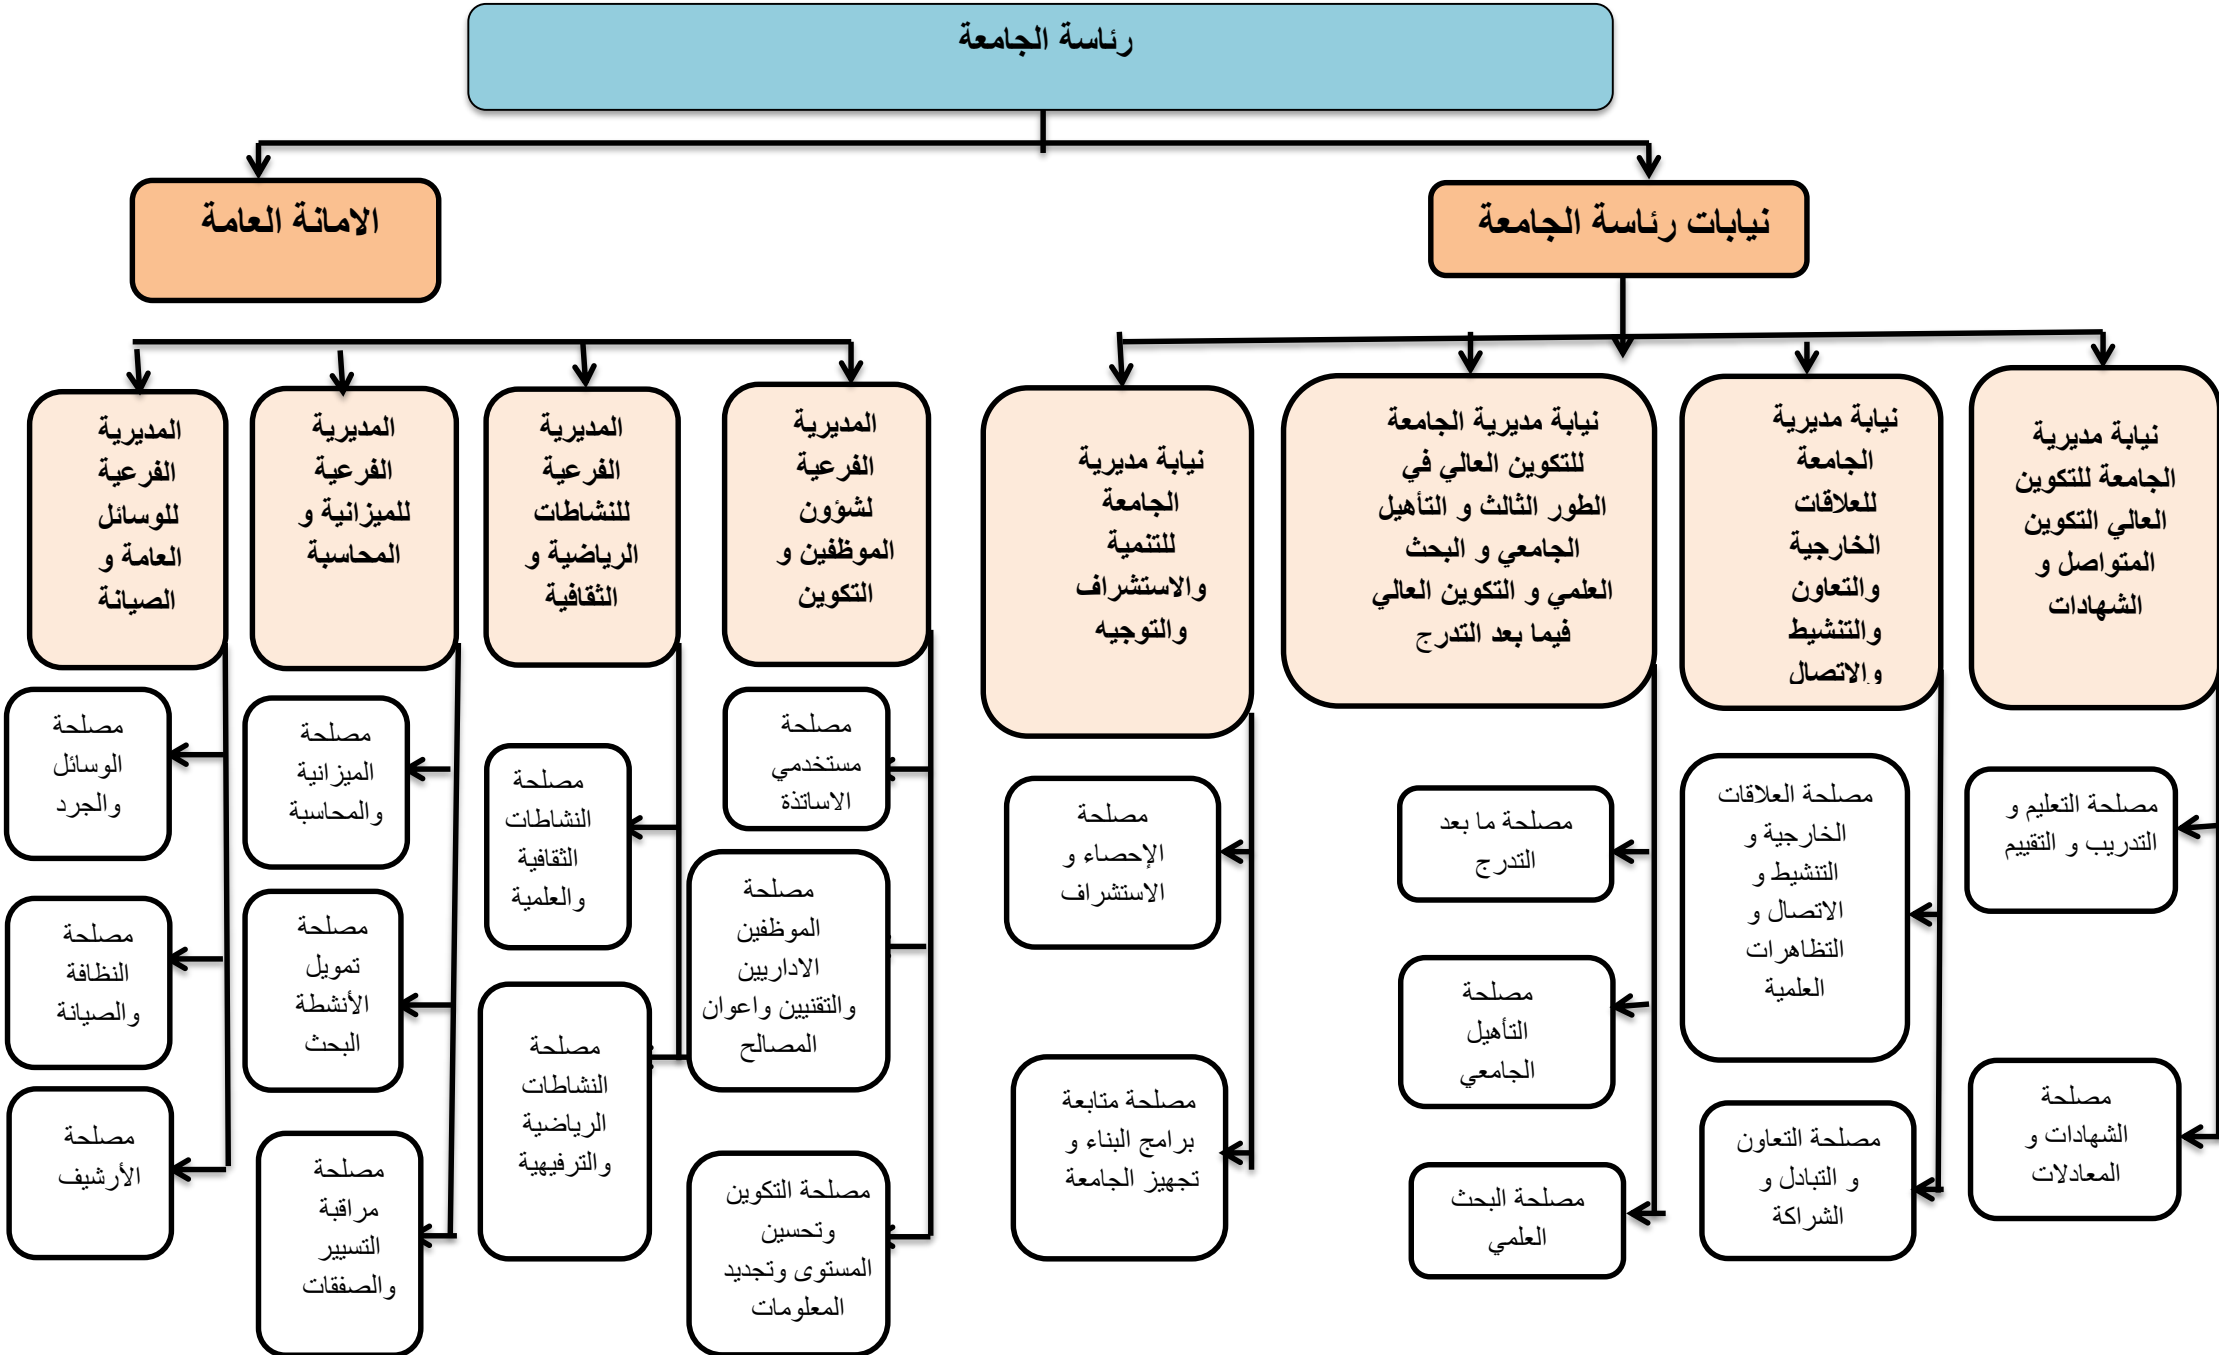 رئاسة الجامعة
نيابات رئاسة الجامعة
الامانة العامة
نيابة مديرية
الجامعة للتكوين
العالي التكوين
المتواصل و
الشهادات
نيابة مديرية
الجامعة
للعلاقات
الخارجية
والتعاون
والتنشيط
والاتصال
نيابة مديرية الجامعة
للتكوين العالي في
الطور الثالث و التأهيل
الجامعي و البحث
العلمي و التكوين العالي
فيما بعد التدرج
نيابة مديرية
الجامعة
للتنمية
والاستشراف
والتوجيه
المديرية
الفرعية
لشؤون
الموظفين و
التكوين
المديرية
الفرعية
للنشاطات
الرياضية و
الثقافية
المديرية
الفرعية
للميزانية و
المحاسبة
المديرية
الفرعية
للوسائل
العامة و
الصيانة
مصلحة التعليم و
التدريب و التقييم
مصلحة
الشهادات و
المعادلات
مصلحة العلاقات
الخارجية و
التنشيط و
الاتصال و
التظاهرات
العلمية
مصلحة التعاون
و التبادل و
الشراكة
مصلحة ما بعد
التدرج
مصلحة
التأهيل
الجامعي
مصلحة البحث
العلمي
مصلحة
الإحصاء و
الاستشراف
مصلحة متابعة
برامج البناء و
تجهيز الجامعة
مصلحة
مستخدمي
الاساتذة
مصلحة
الموظفين
الاداريين
والتقنيين واعوان
المصالح
مصلحة التكوين
وتحسين
المستوى وتجديد
المعلومات
مصلحة
النشاطات
الثقافية
والعلمية
مصلحة
النشاطات
الرياضية
والترفيهية
مصلحة
الميزانية
والمحاسبة
مصلحة
تمويل
الأنشطة
البحث
مصلحة
مراقبة
التسيير
والصفقات
مصلحة
الوسائل
والجرد
مصلحة
النظافة
والصيانة
مصلحة
الأرشيف